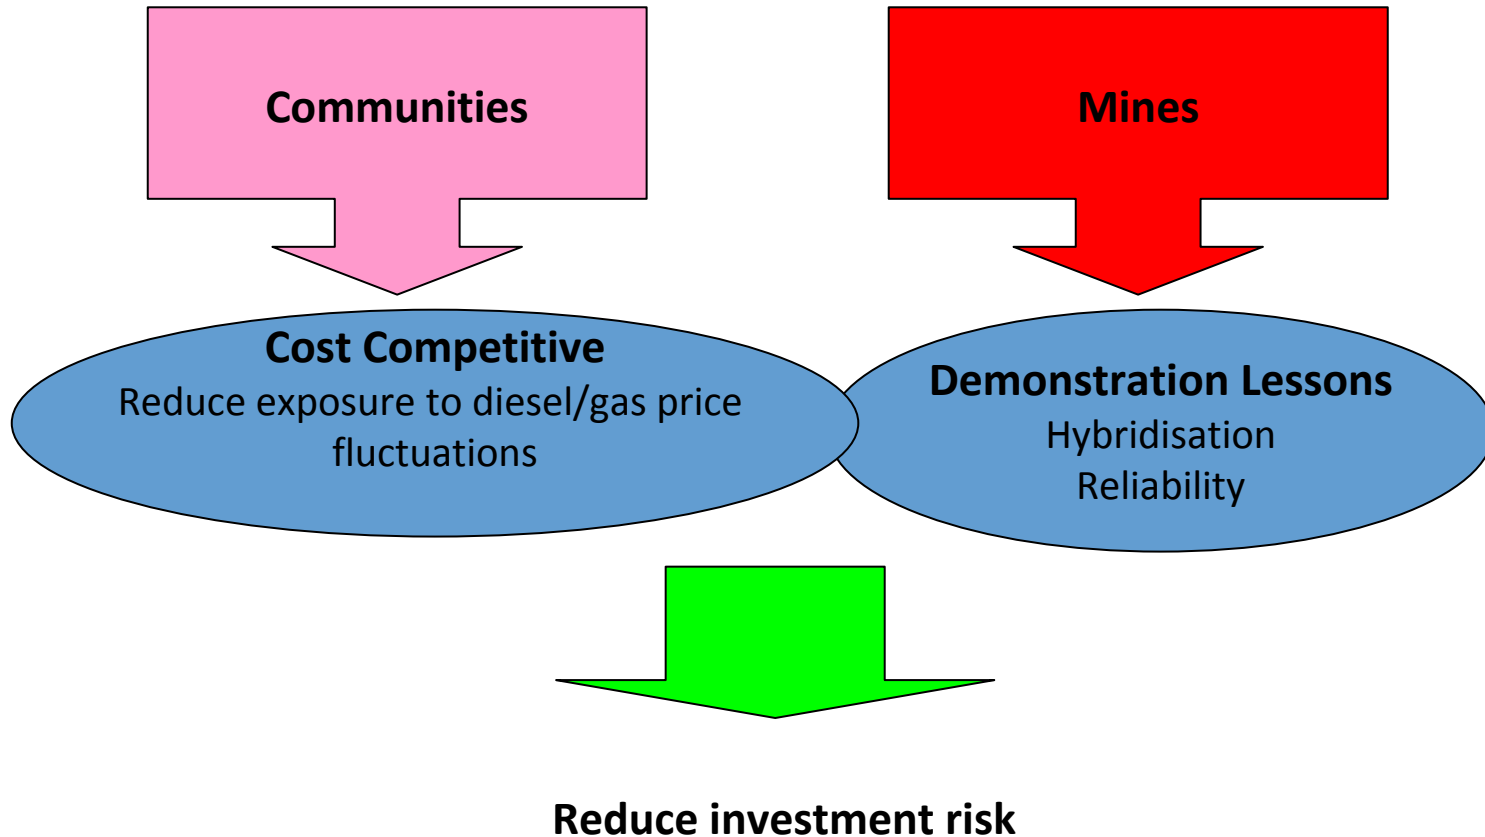 Communities
Mines
Cost Competitive
Reduce exposure to diesel/gas price
fluctuations
Demonstration Lessons
Hybridisation
Reliability
Reduce investment risk